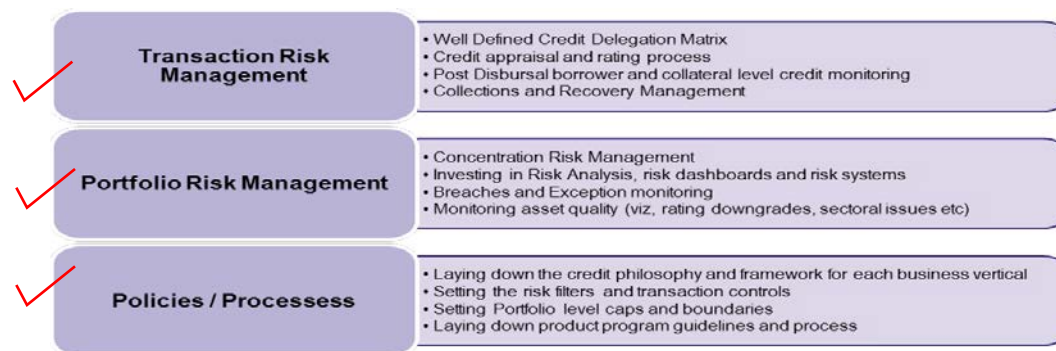 Transaction Risk
Management
• Well Defined Credit Delegation Matrix
• Credit appraisal and rating process
• Post Disbursal borrower and collateral level credit monitoring
• Collections and Recovery Management
Portfolio Risk Management
• Concentration Risk Management
• Investing in Risk Analysis, risk dashboards and risk systems
• Breaches and Exception monitoring
• Monitoring asset quality (viz, rating downgrades, sectoral issues etc)
Policies / Processess
• Laying down the credit philosophy and framework for each business vertical
• Setting the risk filters and transaction controls
• Setting Portfolio level caps and boundaries
• Laying down product program guidelines and process